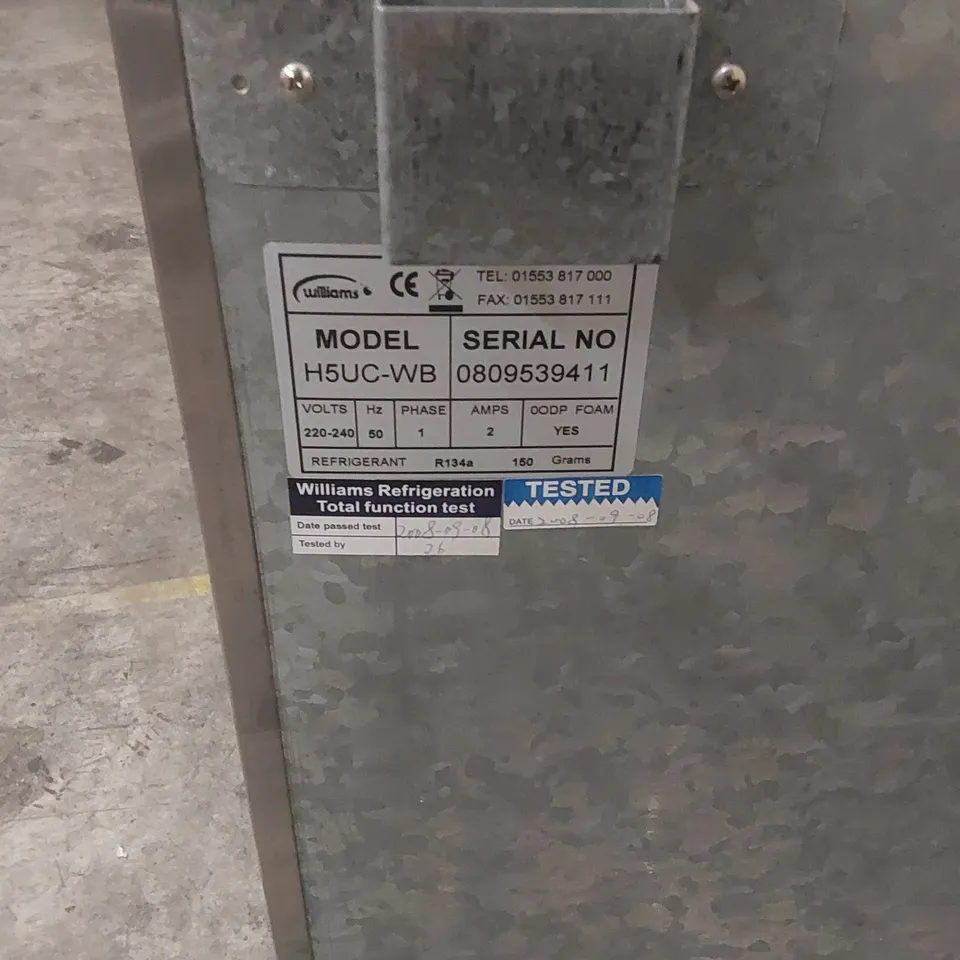 williams CE TEL: 01553 817 000
FAX: 01553 817 111
MODEL SERIAL NO
H5UC-WB 0809539411
VOLTS Hz PHASE AMPS 0ODP FOAM
220-240 50 1 2 YES
REFRIGERANT R134a 150 Grams
Williams Refrigeration
Total function test
Date passed test 2008-09-08
Tested by 26
TESTED
DATE 2008-09-08